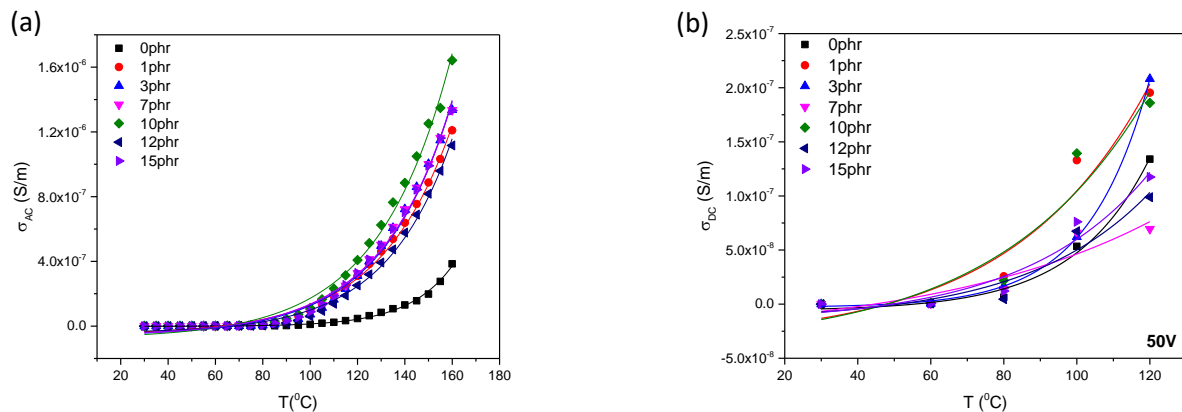 (a)
0phr
1phr
3phr
7phr
10phr
12phr
15phr
1.6x10⁻⁶
1.2x10⁻⁶
8.0x10⁻⁷
4.0x10⁻⁷
0.0
σAC (S/m)
20 40 60 80 100 120 140 160 180
T(⁰C)
(b)
0phr
1phr
3phr
7phr
10phr
12phr
15phr
2.5x10⁻⁷
2.0x10⁻⁷
1.5x10⁻⁷
1.0x10⁻⁷
5.0x10⁻⁸
0.0
-5.0x10⁻⁸
σDC (S/m)
50V
20 40 60 80 100 120
T (⁰C)